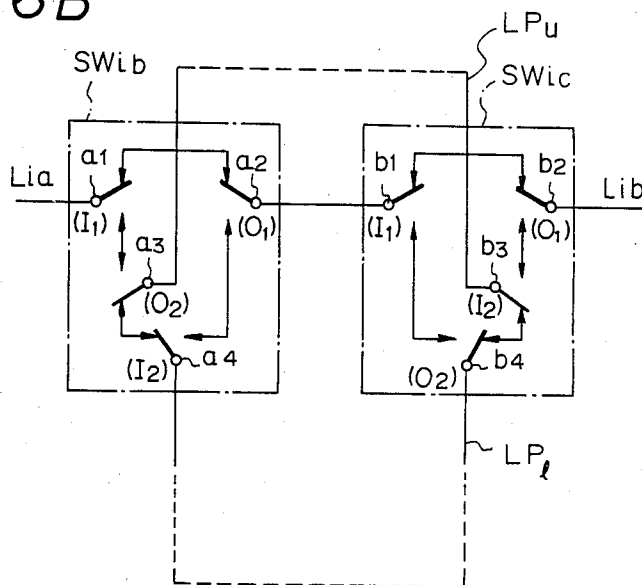 6B
LPu
SWib
SWic
a1
a2
b1
b2
Lia
Lib
(I1)
(O1)
(I1)
(O1)
a3
b3
(O2)
(I2)
(I2)
a4
(O2)
b4
LPℓ